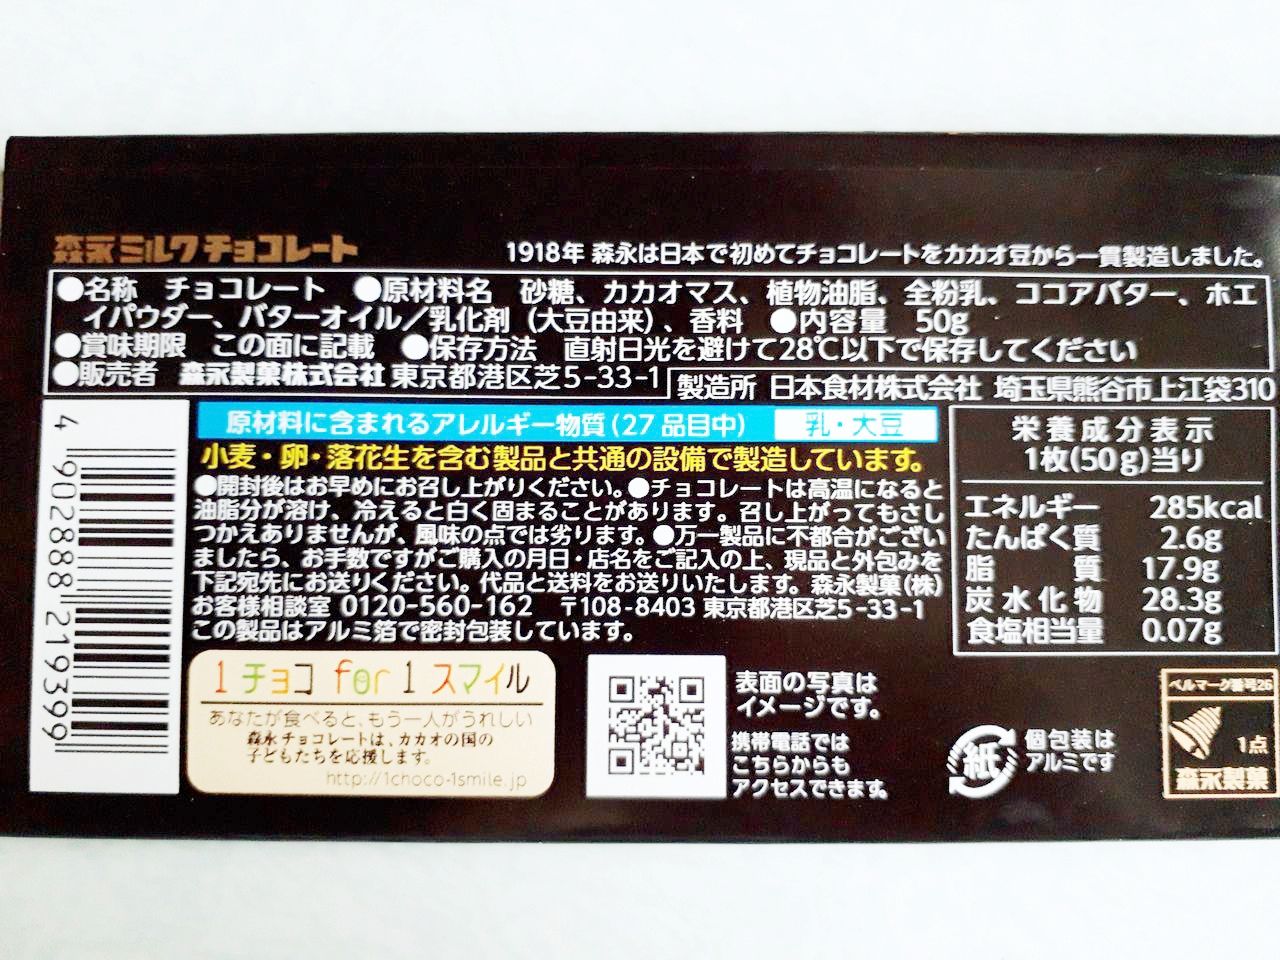 森永ミルクチョコレート
1918年 森永は日本で初めてチョコレートをカカオ豆から一貫製造しました。
●名称 チョコレート ●原材料名 砂糖、カカオマス、植物油脂、全粉乳、ココアバター、ホエ
イパウダー、バターオイル／乳化剤（大豆由来）、香料 ●内容量 50g
●賞味期限 この面に記載 ●保存方法 直射日光を避けて28℃以下で保存してください
●販売者 森永製菓株式会社 東京都港区芝5-33-1
製造所 日本食材株式会社 埼玉県熊谷市上江袋310
原材料に含まれるアレルギー物質（27品目中） 乳・大豆
小麦・卵・落花生を含む製品と共通の設備で製造しています。
●開封後はお早めにお召し上がりください。●チョコレートは高温になると
油脂分が溶け、冷えると白く固まることがあります。召し上がってもさし
つかえありませんが、風味の点では劣ります。●万一製品に不都合がござい
ましたら、お手数ですがご購入の月日・店名をご記入の上、現品と外包みを
下記宛先にお送りください。代品と送料をお送りいたします。森永製菓（株）
お客様相談室 0120-560-162 〒108-8403 東京都港区芝5-33-1
この製品はアルミ箔で密封包装しています。
栄養成分表示
1枚(50g)当り
エネルギー 285kcal
たんぱく質 2.6g
脂質 17.9g
炭水化物 28.3g
食塩相当量 0.07g
4 902888 219399
1 チョコ for 1 スマイル
あなたが食べると、もう一人がうれしい
森永チョコレートは、カカオの国の
子どもたちを応援します。
http://1choco-1smile.jp
表面の写真は
イメージです。
携帯電話では
こちらからも
アクセスできます。
紙
個包装は
アルミです
ベルマーク番号26
1点
森永製菓